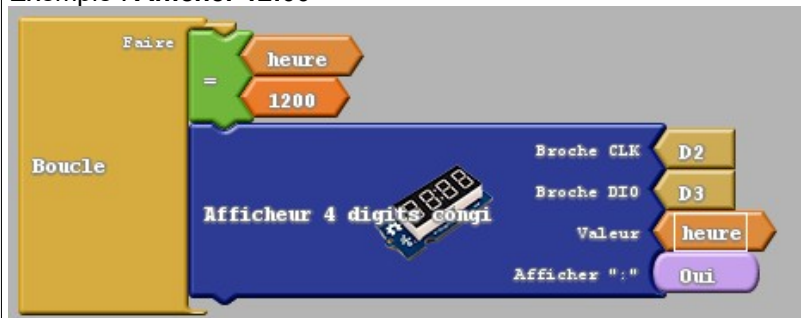 Faire
heure
=
1200
Boucle
Afficheur 4 digits congi
Broche CLK
D2
Broche DIO
D3
Valeur
heure
Afficher ":"
Oui